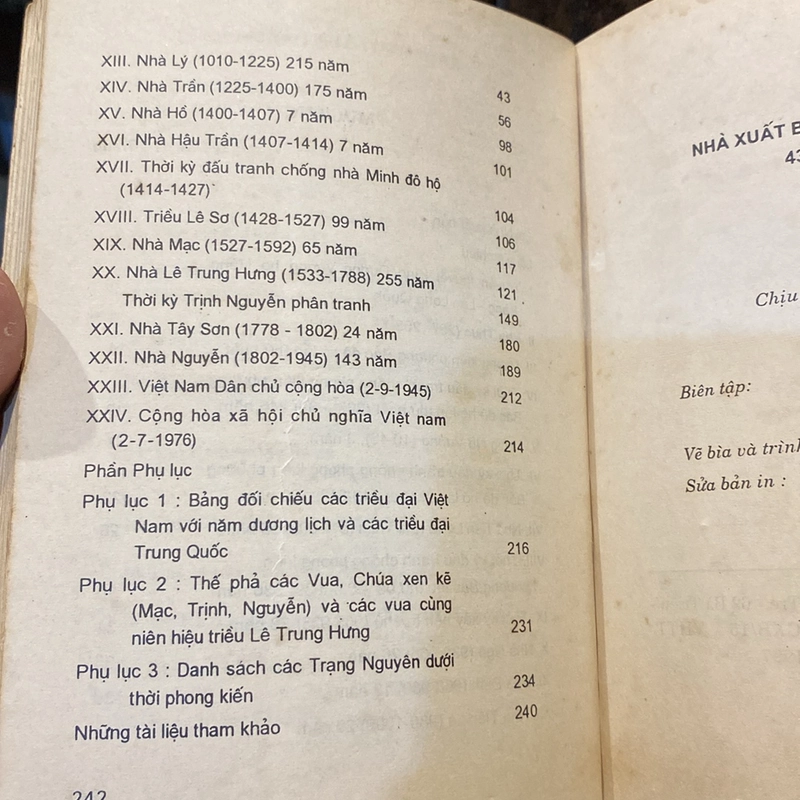 XIII. Nhà Lý (1010-1225) 215 năm
XIV. Nhà Trần (1225-1400) 175 năm 43
XV. Nhà Hồ (1400-1407) 7 năm 56
XVI. Nhà Hậu Trần (1407-1414) 7 năm 98
XVII. Thời kỳ đấu tranh chống nhà Minh đô hộ 101
(1414-1427)
XVIII. Triều Lê Sơ (1428-1527) 99 năm 104
XIX. Nhà Mạc (1527-1592) 65 năm 106
XX. Nhà Lê Trung Hưng (1533-1788) 255 năm 117
Thời kỳ Trịnh Nguyễn phân tranh 121
149
XXI. Nhà Tây Sơn (1778 - 1802) 24 năm 180
XXII. Nhà Nguyễn (1802-1945) 143 năm 189
XXIII. Việt Nam Dân chủ cộng hòa (2-9-1945) 212
XXIV. Cộng hòa xã hội chủ nghĩa Việt nam
(2-7-1976) 214
Phần Phụ lục
Phụ lục 1 : Bảng đối chiếu các triều đại Việt
Nam với năm dương lịch và các triều đại
Trung Quốc 216
Phụ lục 2 : Thế phả các Vua, Chúa xen kẽ
(Mạc, Trịnh, Nguyễn) và các vua cùng
niên hiệu triều Lê Trung Hưng 231
Phụ lục 3 : Danh sách các Trạng Nguyên dưới
thời phong kiến 234
Những tài liệu tham khảo 240
242
NHÀ XUẤT B
43
Chịu
Biên tập:
Vẽ bìa và trình
Sửa bản in :